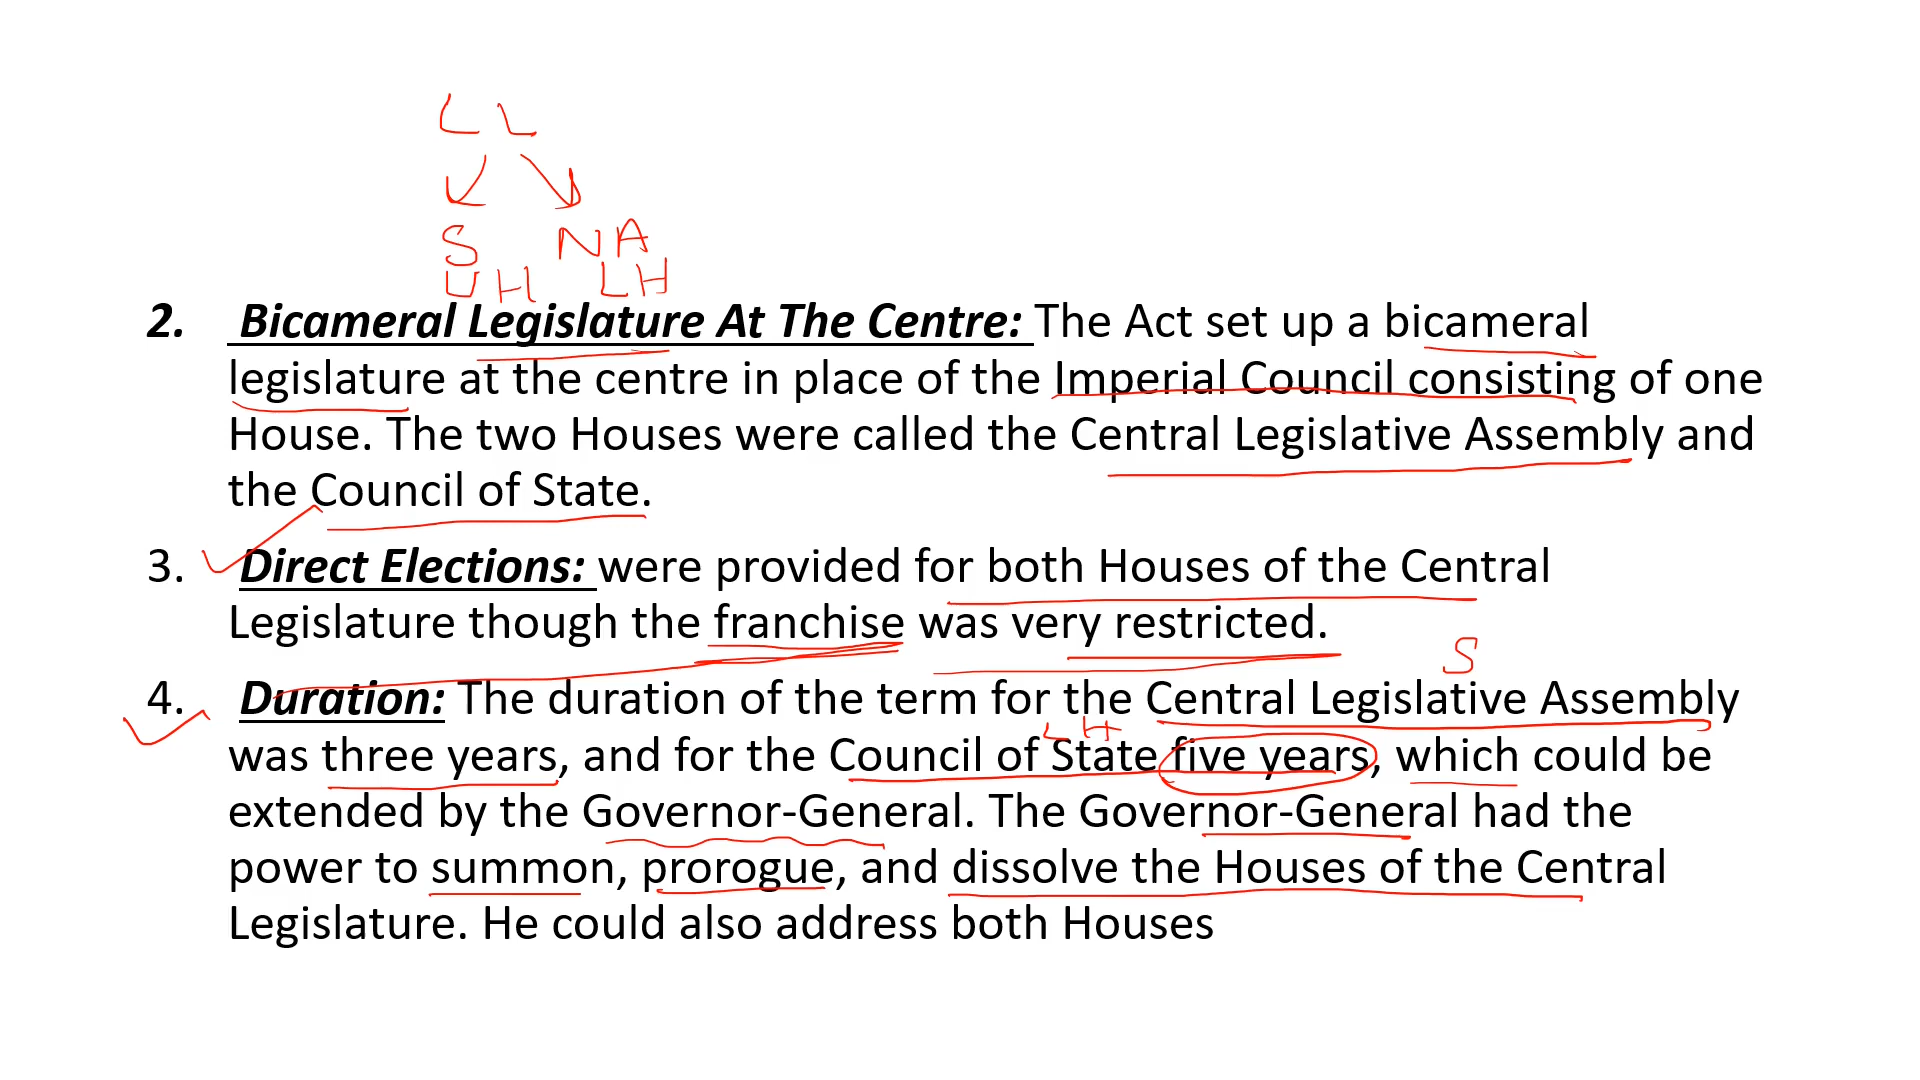 L L
S NA
UH LH
2. Bicameral Legislature At The Centre: The Act set up a bicameral
legislature at the centre in place of the Imperial Council consisting of one
House. The two Houses were called the Central Legislative Assembly and
the Council of State.
3. Direct Elections: were provided for both Houses of the Central
Legislature though the franchise was very restricted.
S
4. Duration: The duration of the term for the Central Legislative Assembly
LH
was three years, and for the Council of State five years, which could be
extended by the Governor-General. The Governor-General had the
power to summon, prorogue, and dissolve the Houses of the Central
Legislature. He could also address both Houses